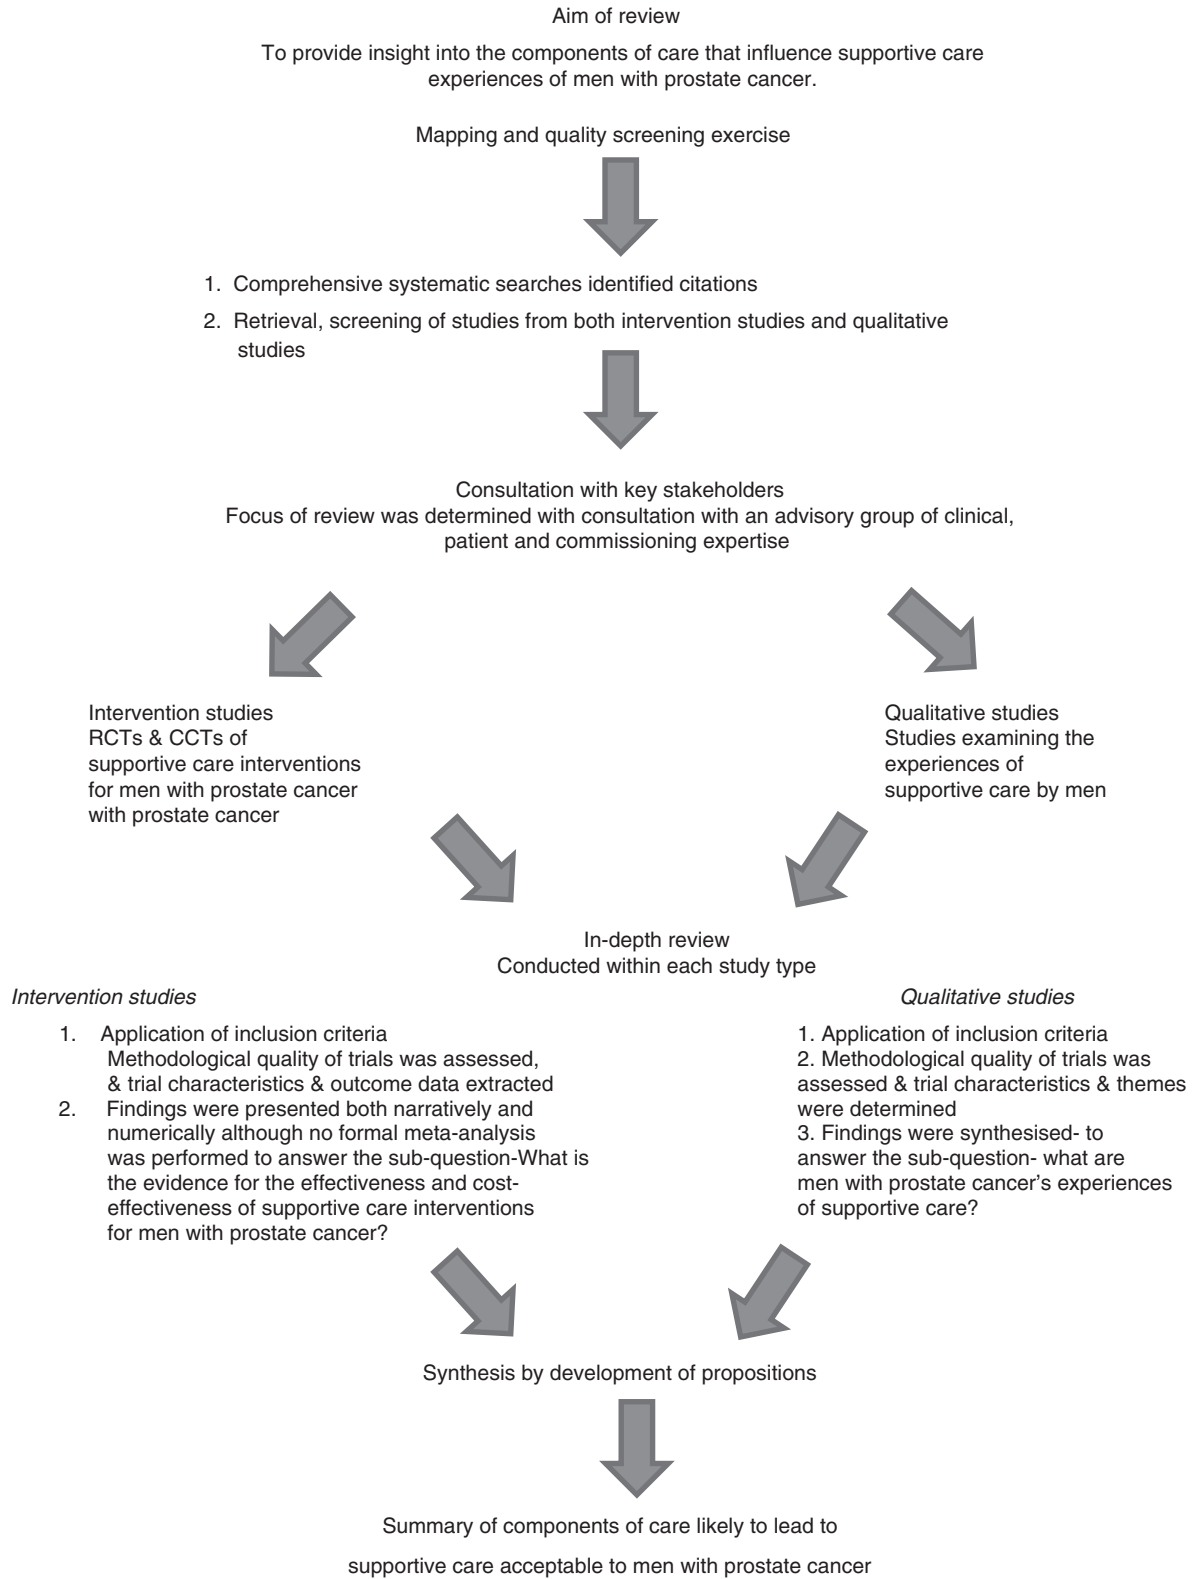 Aim of review
To provide insight into the components of care that influence supportive care
experiences of men with prostate cancer.
Mapping and quality screening exercise
1. Comprehensive systematic searches identified citations
2. Retrieval, screening of studies from both intervention studies and qualitative
studies
Consultation with key stakeholders
Focus of review was determined with consultation with an advisory group of clinical,
patient and commissioning expertise
Intervention studies
RCTs & CCTs of
supportive care interventions
for men with prostate cancer
with prostate cancer
Qualitative studies
Studies examining the
experiences of
supportive care by men
In-depth review
Conducted within each study type
Intervention studies
1. Application of inclusion criteria
Methodological quality of trials was assessed,
& trial characteristics & outcome data extracted
2. Findings were presented both narratively and
numerically although no formal meta-analysis
was performed to answer the sub-question-What is
the evidence for the effectiveness and cost-
effectiveness of supportive care interventions
for men with prostate cancer?
Qualitative studies
1. Application of inclusion criteria
2. Methodological quality of trials was
assessed & trial characteristics & themes
were determined
3. Findings were synthesised- to
answer the sub-question- what are
men with prostate cancer's experiences
of supportive care?
Synthesis by development of propositions
Summary of components of care likely to lead to
supportive care acceptable to men with prostate cancer